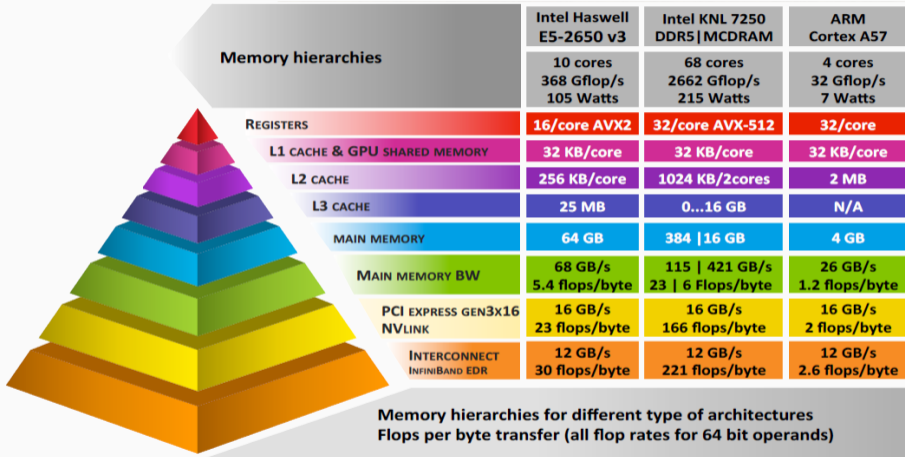 Memory hierarchies
Intel Haswell
E5-2650 v3
Intel KNL 7250
DDR5|MCDRAM
ARM
Cortex A57
10 cores
368 Gflop/s
105 Watts
68 cores
2662 Gflop/s
215 Watts
4 cores
32 Gflop/s
7 Watts
REGISTERS 16/core AVX2 32/core AVX-512 32/core
L1 CACHE & GPU SHARED MEMORY 32 KB/core 32 KB/core 32 KB/core
L2 CACHE 256 KB/core 1024 KB/2cores 2 MB
L3 CACHE 25 MB 0...16 GB N/A
MAIN MEMORY 64 GB 384 |16 GB 4 GB
MAIN MEMORY BW
68 GB/s
5.4 flops/byte
115 | 421 GB/s
23 | 6 Flops/byte
26 GB/s
1.2 flops/byte
PCI EXPRESS GEN3X16
NVLINK
16 GB/s
23 flops/byte
16 GB/s
166 flops/byte
16 GB/s
2 flops/byte
INTERCONNECT
INFINIBAND EDR
12 GB/s
30 flops/byte
12 GB/s
221 flops/byte
12 GB/s
2.6 flops/byte
Memory hierarchies for different type of architectures
Flops per byte transfer (all flop rates for 64 bit operands)